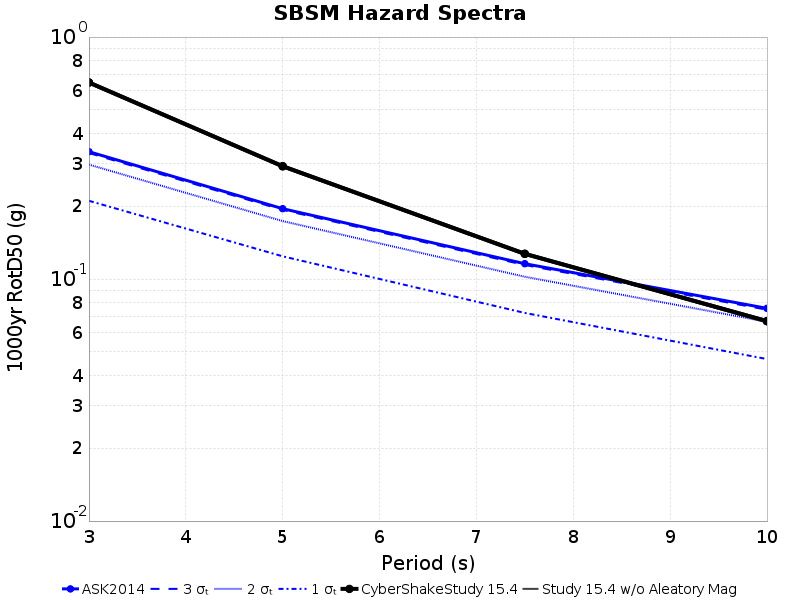 SBSM Hazard Spectra
10^0
8
6
4
3
2
10^-1
8
6
4
3
2
10^-2
1000yr RotD50 (g)
3 4 5 6 7 8 9 10
Period (s)
ASK2014 3 σₜ 2 σₜ 1 σₜ CyberShakeStudy 15.4 Study 15.4 w/o Aleatory Mag